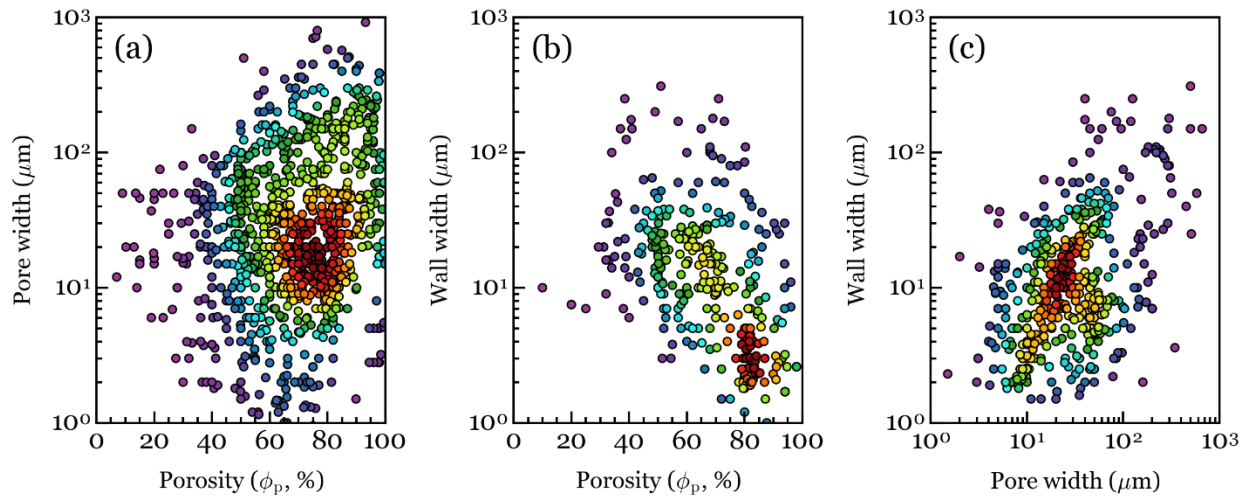 (a)
Pore width (μm)
10³
10²
10¹
10⁰
0 20 40 60 80 100
Porosity (ϕₚ, %)
(b)
Wall width (μm)
10³
10²
10¹
10⁰
0 20 40 60 80 100
Porosity (ϕₚ, %)
(c)
Wall width (μm)
10³
10²
10¹
10⁰
10⁰ 10¹ 10² 10³
Pore width (μm)